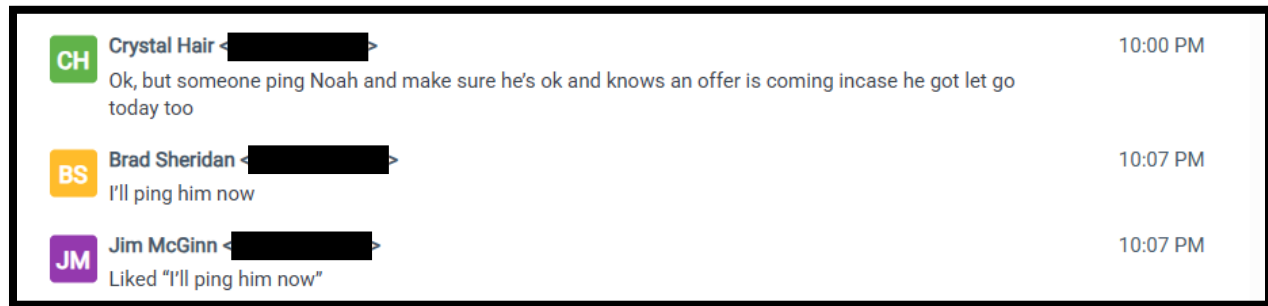 CH
Crystal Hair < >
10:00 PM
Ok, but someone ping Noah and make sure he’s ok and knows an offer is coming incase he got let go
today too
BS
Brad Sheridan < >
10:07 PM
I’ll ping him now
JM
Jim McGinn < >
10:07 PM
Liked “I’ll ping him now”